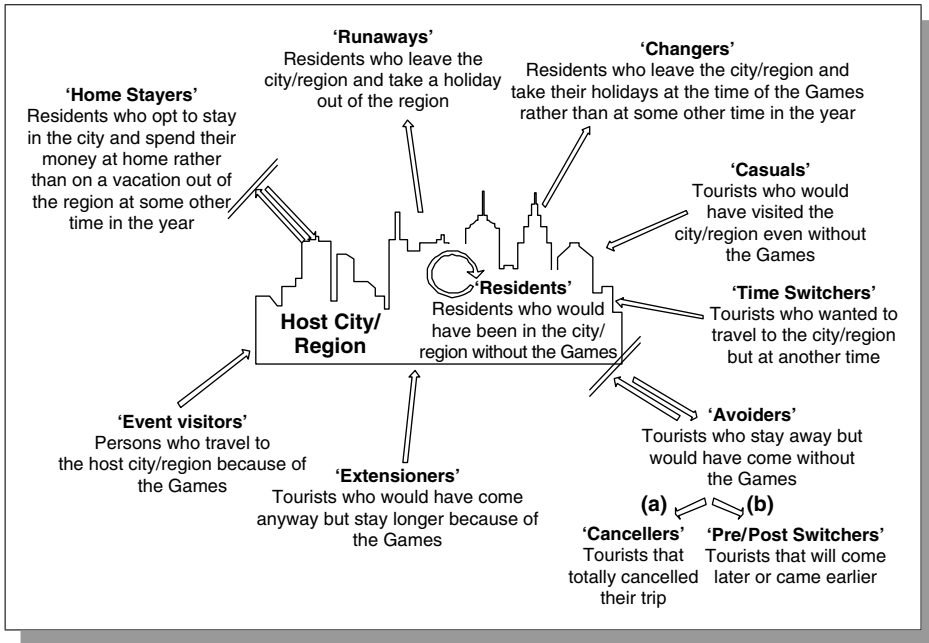 ‘Runaways’
Residents who leave the
city/region and take a holiday
out of the region
‘Changers’
Residents who leave the city/region and
take their holidays at the time of the Games
rather than at some other time in the year
‘Home Stayers’
Residents who opt to stay
in the city and spend their
money at home rather
than on a vacation out of
the region at some other
time in the year
‘Casuals’
Tourists who would
have visited the
city/region even without
the Games
‘Residents’
Residents who would
have been in the city/
region without the Games
Host City/
Region
‘Time Switchers’
Tourists who wanted to
travel to the city/region
but at another time
‘Event visitors’
Persons who travel to
the host city/region because of
the Games
‘Extensioners’
Tourists who would have come
anyway but stay longer because of
the Games
‘Avoiders’
Tourists who stay away but
would have come without
the Games
(a)
(b)
‘Cancellers’
Tourists that
totally cancelled
their trip
‘Pre/Post Switchers’
Tourists that will come
later or came earlier